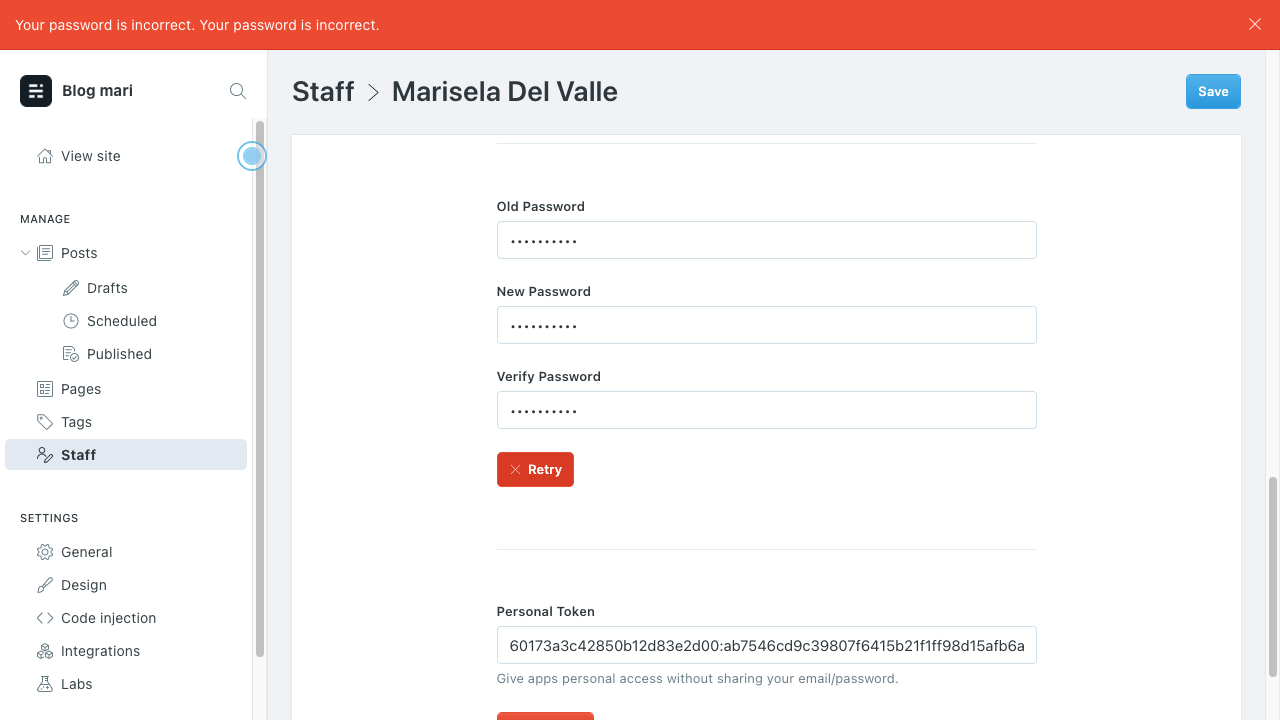 Your password is incorrect. Your password is incorrect.
Blog mari
View site
MANAGE
Posts
Drafts
Scheduled
Published
Pages
Tags
Staff
SETTINGS
General
Design
Code injection
Integrations
Labs
Staff > Marisela Del Valle
Save
Old Password
••••••••••
New Password
••••••••••
Verify Password
••••••••••
Retry
Personal Token
60173a3c42850b12d83e2d00:ab7546cd9c39807f6415b21f1ff98d15afb6a
Give apps personal access without sharing your email/password.